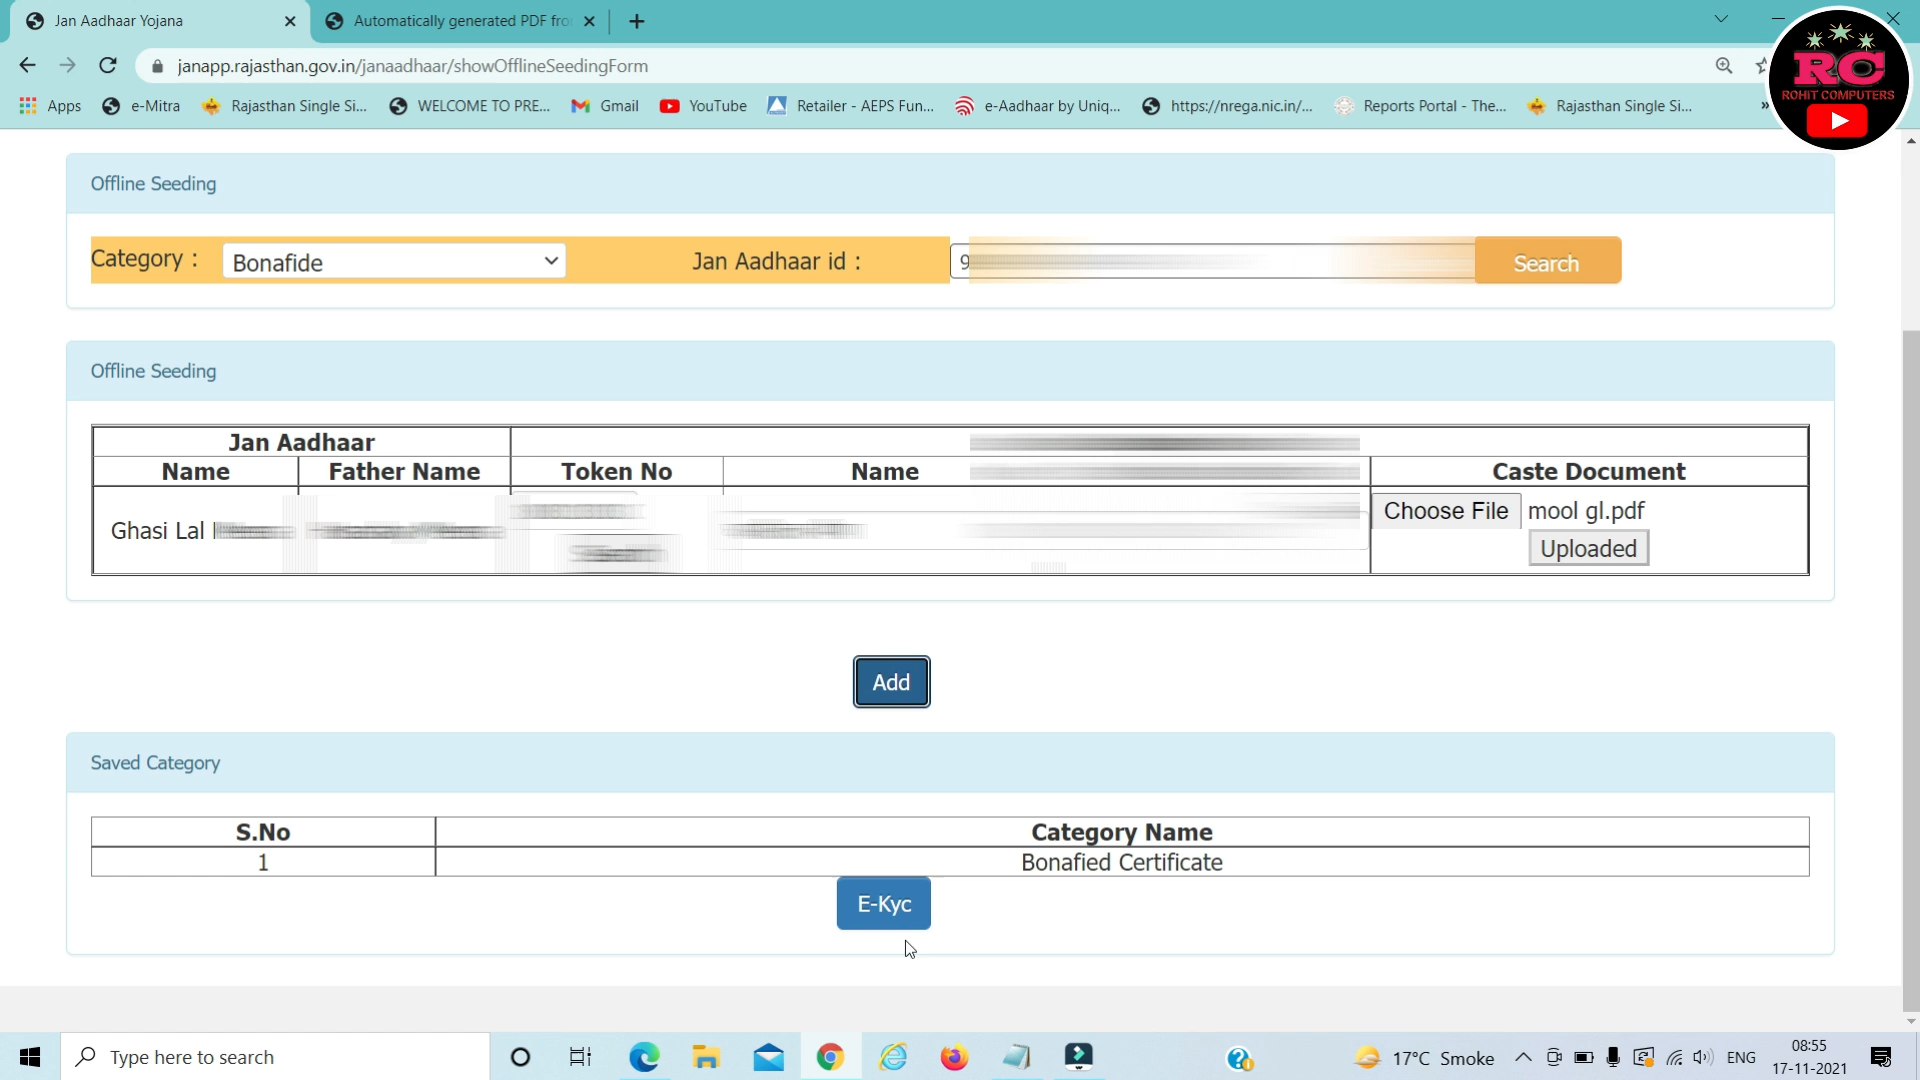 Jan Aadhaar Yojana
Automatically generated PDF fro
janapp.rajasthan.gov.in/janaadhaar/showOfflineSeedingForm
Apps e-Mitra Rajasthan Single Si... WELCOME TO PRE... Gmail YouTube Retailer - AEPS Fun... e-Aadhaar by Uniq... https://nrega.nic.in/... Reports Portal - The... Rajasthan Single Si... »
RC
ROHIT COMPUTERS
Offline Seeding
Category : Bonafide Jan Aadhaar id : 9 Search
Offline Seeding
Jan Aadhaar
Name Father Name Token No Name Caste Document
Ghasi Lal
Choose File mool gl.pdf
Uploaded
Add
Saved Category
S.No Category Name
1 Bonafied Certificate
E-Kyc
Type here to search
17°C Smoke
ENG
08:55
17-11-2021